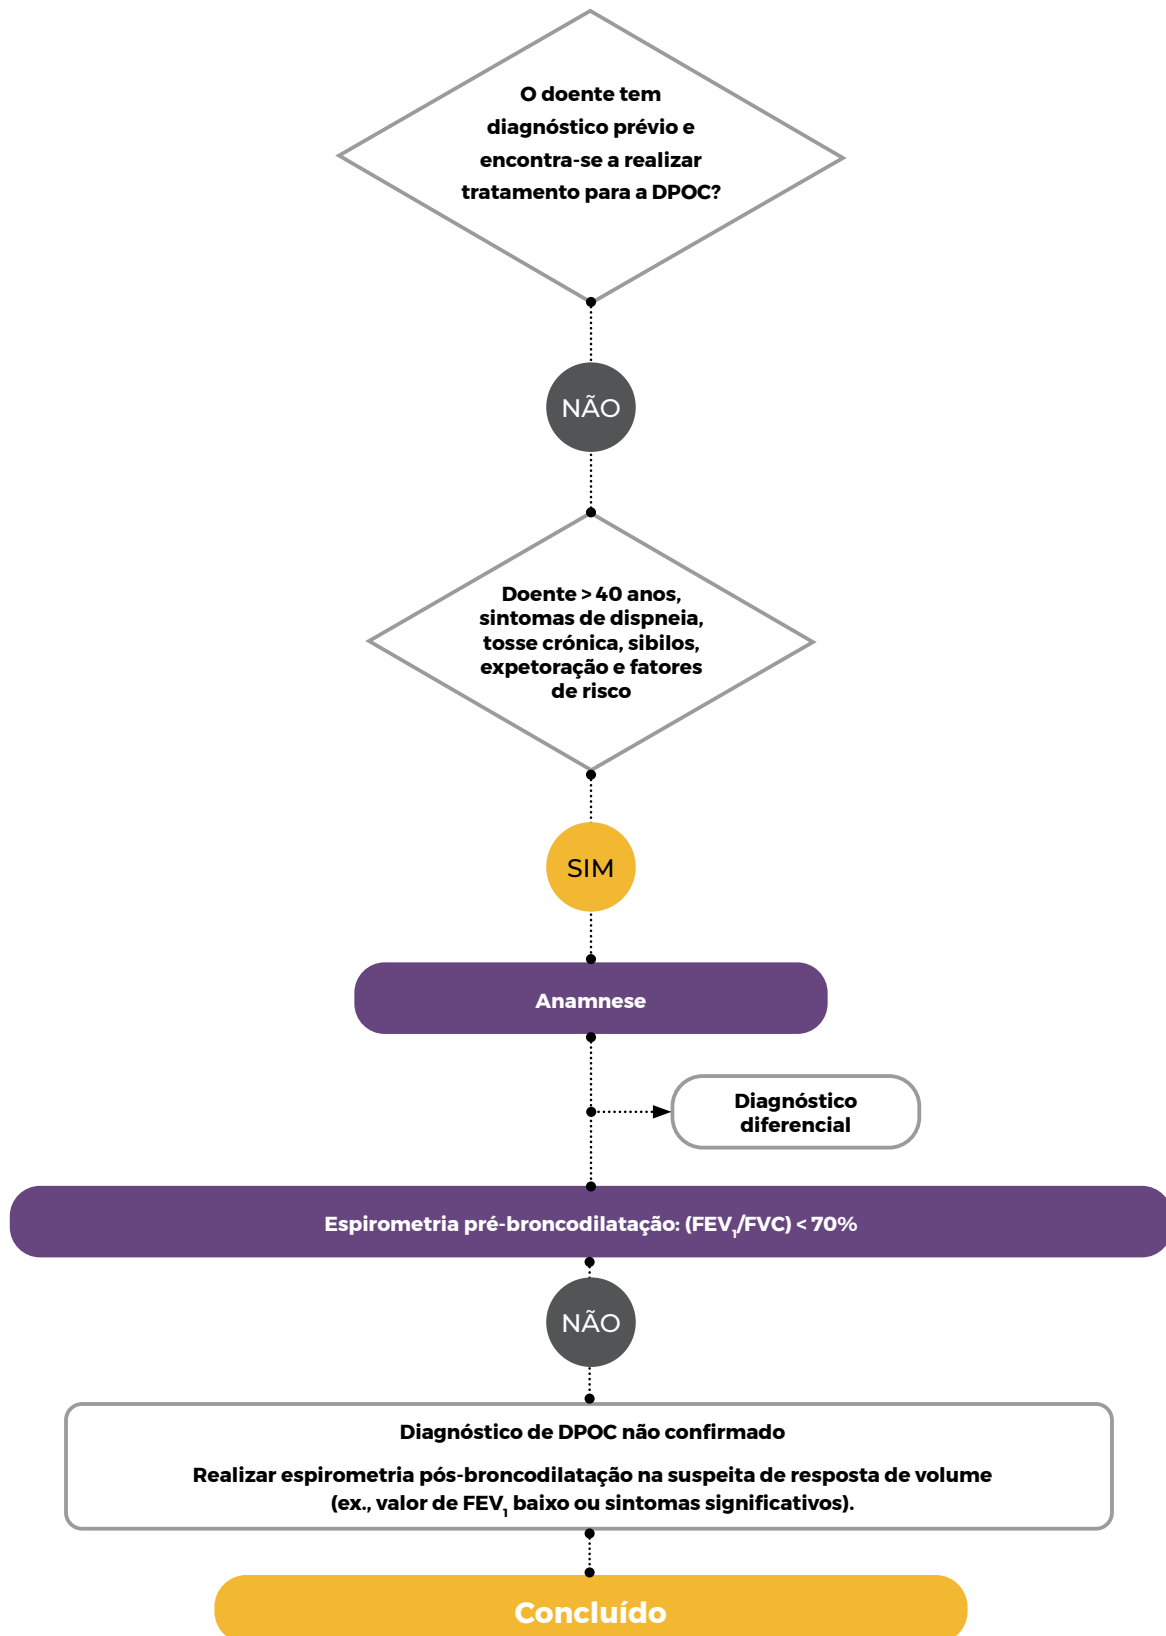 O doente tem
diagnóstico prévio e
encontra-se a realizar
tratamento para a DPOC?
NÃO
Doente > 40 anos,
sintomas de dispneia,
tosse crónica, sibilos,
expetoração e fatores
de risco
SIM
Anamnese
Diagnóstico
diferencial
Espirometria pré-broncodilatação: (FEV₁/FVC) < 70%
NÃO
Diagnóstico de DPOC não confirmado
Realizar espirometria pós-broncodilatação na suspeita de resposta de volume
(ex., valor de FEV₁ baixo ou sintomas significativos).
Concluído